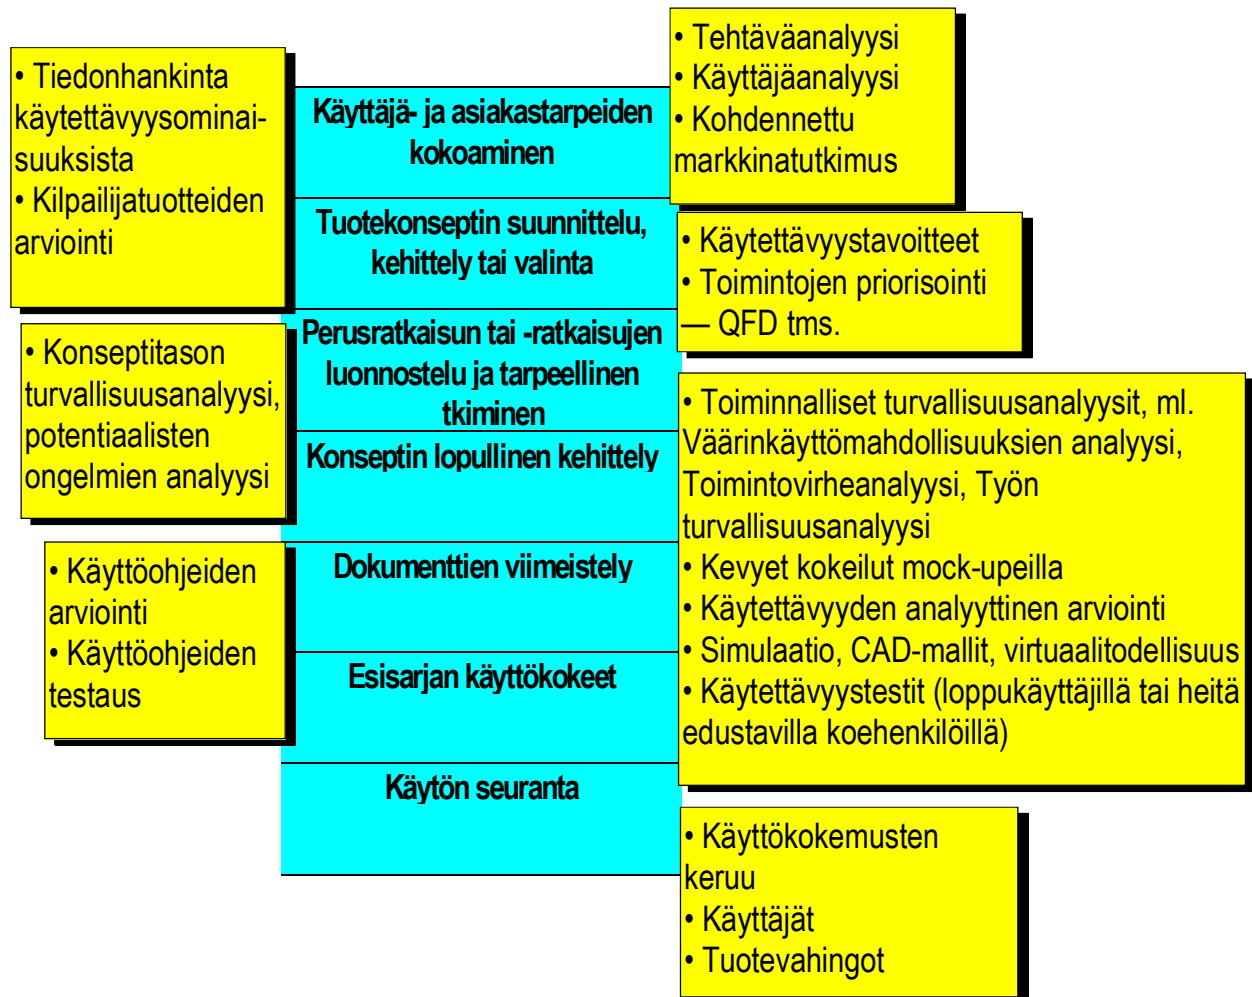 • Tiedonhankinta
käytettävyysominai-
suuksista
• Kilpailijatuotteiden
arviointi
• Konseptitason
turvallisuusanalyysi,
potentiaalisten
ongelmien analyysi
• Käyttöohjeiden
arviointi
• Käyttöohjeiden
testaus
Käyttäjä- ja asiakastarpeiden
kokoaminen
Tuotekonseptin suunnittelu,
kehittely tai valinta
Perusratkaisun tai -ratkaisujen
luonnostelu ja tarpeellinen
tkiminen
Konseptin lopullinen kehittely
Dokumenttien viimeistely
Esisarjan käyttökokeet
Käytön seuranta
• Tehtäväanalyysi
• Käyttäjäanalyysi
• Kohdennettu
markkinatutkimus
• Käytettävyystavoitteet
• Toimintojen priorisointi
— QFD tms.
• Toiminnalliset turvallisuusanalyysit, ml.
Väärinkäyttömahdollisuuksien analyysi,
Toimintovirheanalyysi, Työn
turvallisuusanalyysi
• Kevyet kokeilut mock-upeilla
• Käytettävyyden analyyttinen arviointi
• Simulaatio, CAD-mallit, virtuaalitodellisuus
• Käytettävyystestit (loppukäyttäjillä tai heitä
edustavilla koehenkilöillä)
• Käyttökokemusten
keruu
• Käyttäjät
• Tuotevahingot